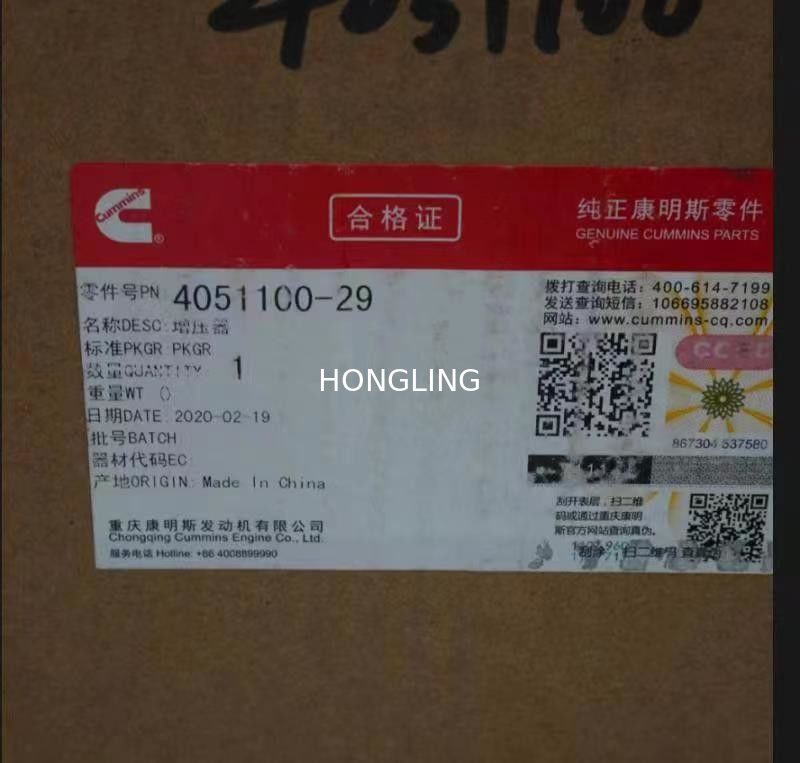 4051100
Cummins
合格证
纯正康明斯零件
GENUINE CUMMINS PARTS
零件号PN 4051100-29
名称DESC: 增压器
标准PKGR PKGR
数量QUANTITY 1
重量WT ()
日期DATE 2020-02-19
批号BATCH
器材代码EC:
产地ORIGIN: Made In China
重庆康明斯发动机有限公司
Chongqing Cummins Engine Co., Ltd.
服务电话 Hotline: +86 4008899990
拨打查询电话: 400-614-7199
发送查询短信: 106695882108
网站: www.cummins-cq.com
867304 537580
刮开表层，扫二维
码或通过重庆康明
斯官方网站查询真伪。
HONGLING